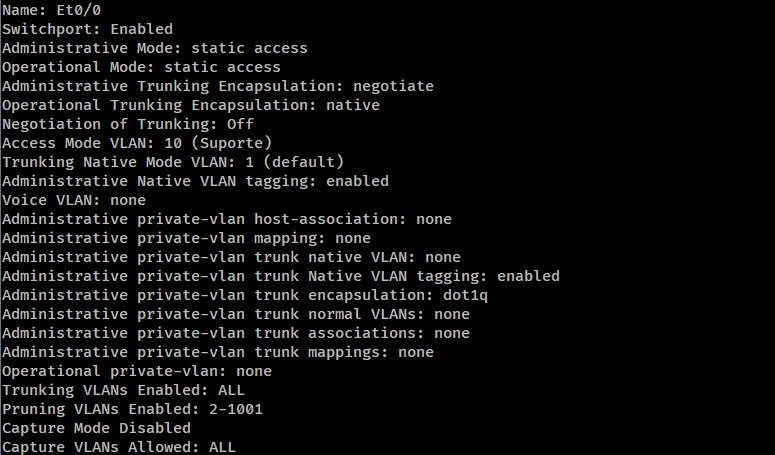 Name: Et0/0
Switchport: Enabled
Administrative Mode: static access
Operational Mode: static access
Administrative Trunking Encapsulation: negotiate
Operational Trunking Encapsulation: native
Negotiation of Trunking: Off
Access Mode VLAN: 10 (Suporte)
Trunking Native Mode VLAN: 1 (default)
Administrative Native VLAN tagging: enabled
Voice VLAN: none
Administrative private-vlan host-association: none
Administrative private-vlan mapping: none
Administrative private-vlan trunk native VLAN: none
Administrative private-vlan trunk Native VLAN tagging: enabled
Administrative private-vlan trunk encapsulation: dot1q
Administrative private-vlan trunk normal VLANs: none
Administrative private-vlan trunk associations: none
Administrative private-vlan trunk mappings: none
Operational private-vlan: none
Trunking VLANs Enabled: ALL
Pruning VLANs Enabled: 2-1001
Capture Mode Disabled
Capture VLANs Allowed: ALL